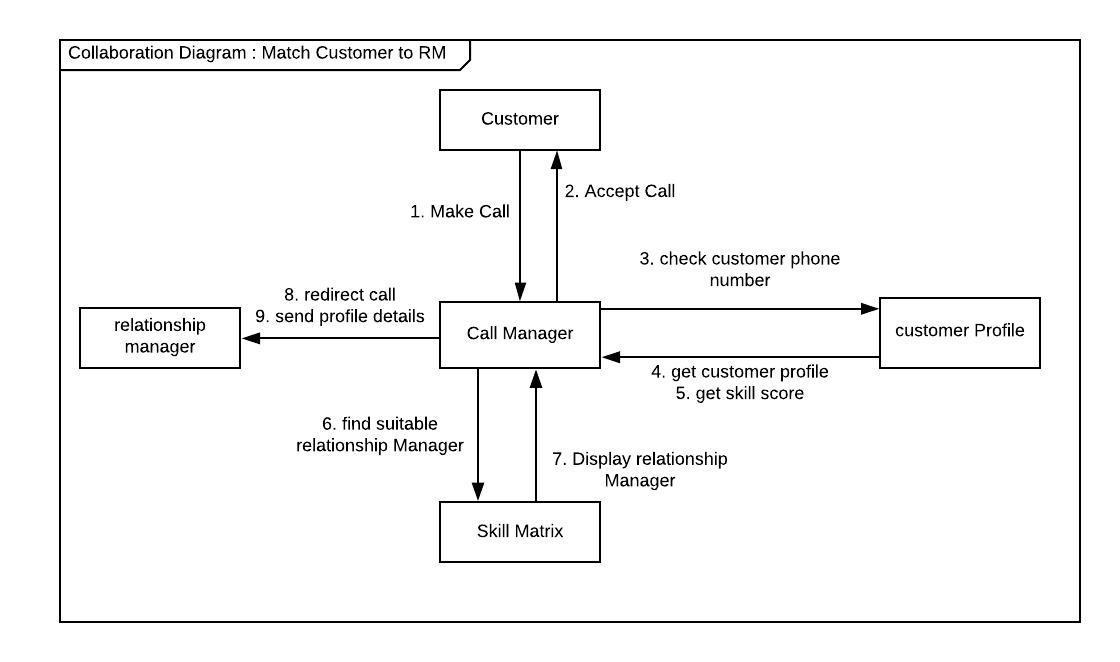 Collaboration Diagram : Match Customer to RM
Customer
2. Accept Call
1. Make Call
3. check customer phone
number
8. redirect call
9. send profile details
relationship
manager
Call Manager
customer Profile
4. get customer profile
5. get skill score
6. find suitable
relationship Manager
7. Display relationship
Manager
Skill Matrix